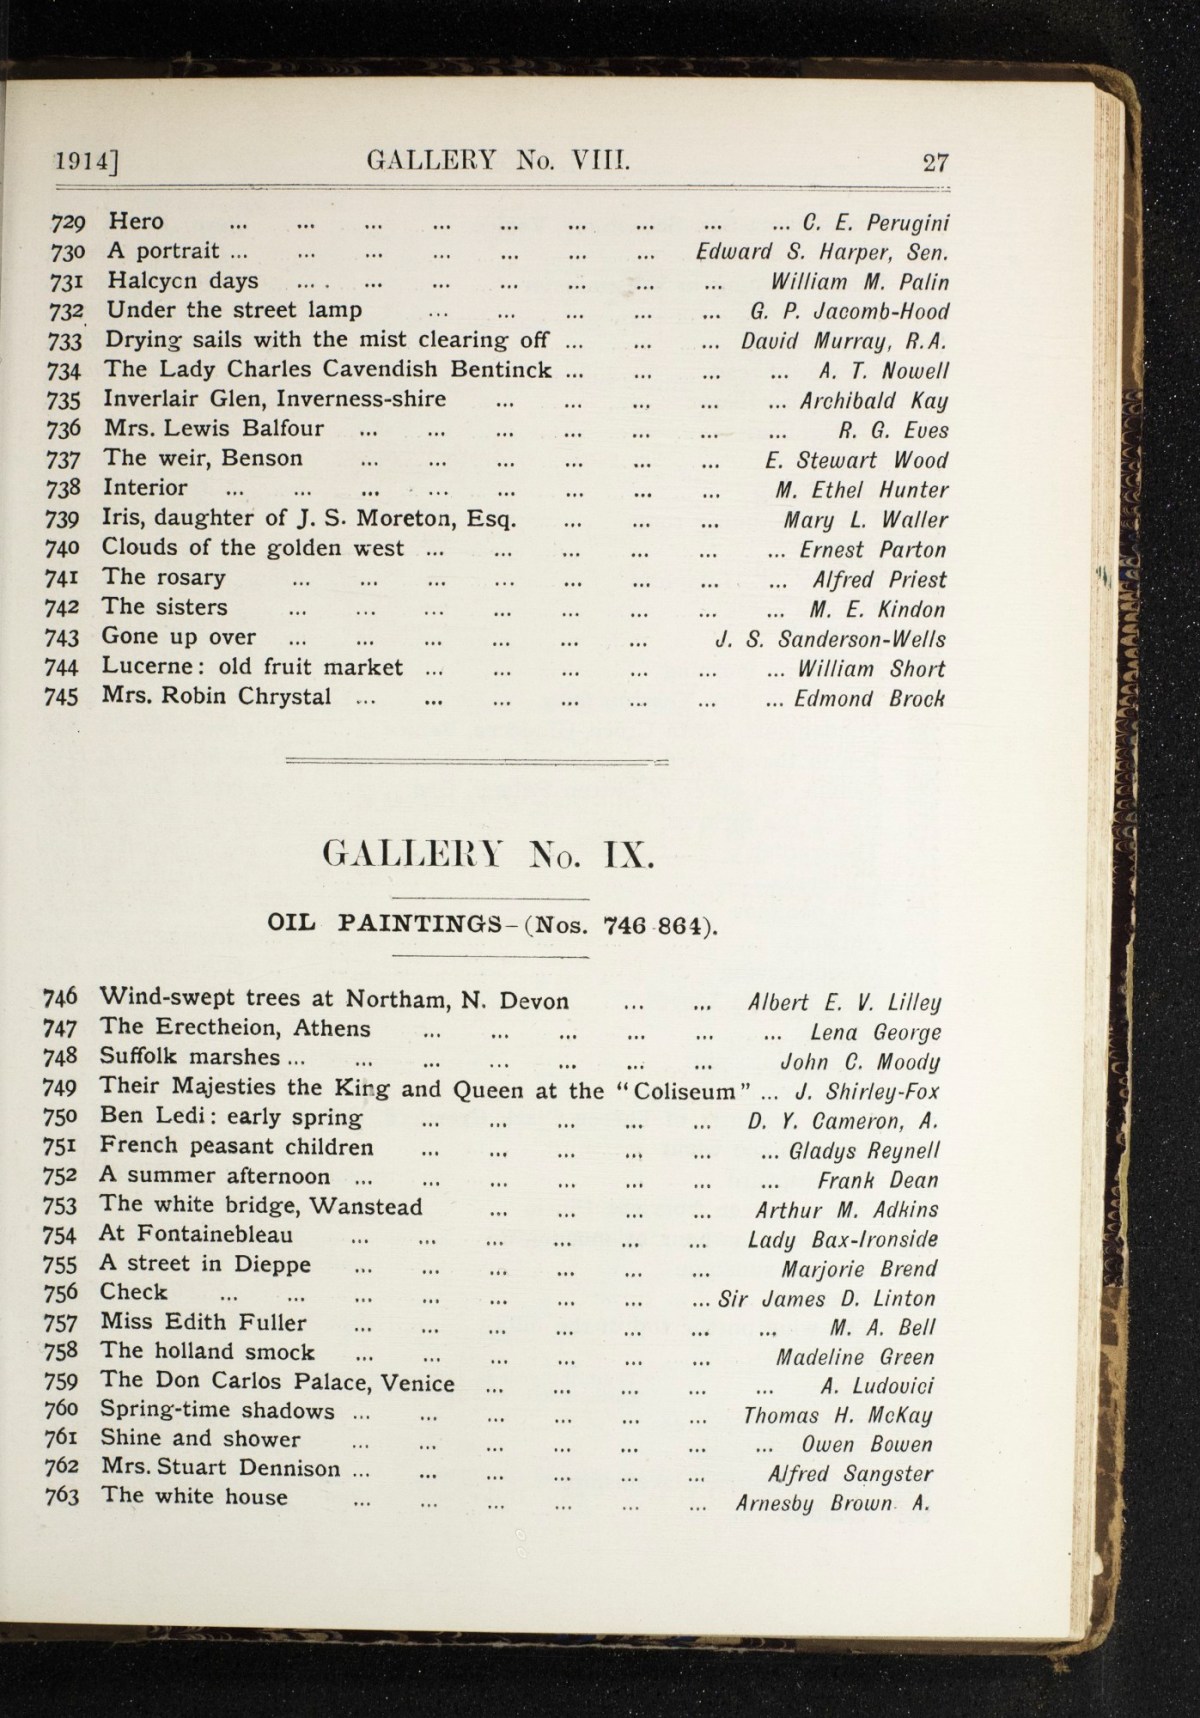 1914] GALLERY No. VIII. 27
729 Hero ... ... ... ... ... ... ... ... ... C. E. Perugini
730 A portrait ... ... ... ... ... ... ... Edward S. Harper, Sen.
731 Halcycn days ... . ... ... ... ... ... ... William M. Palin
732 Under the street lamp ... ... ... ... ... G. P. Jacomb-Hood
733 Drying sails with the mist clearing off ... ... ... David Murray, R.A.
734 The Lady Charles Cavendish Bentinck ... ... ... ... A. T. Nowell
735 Inverlair Glen, Inverness-shire ... ... ... ... ... Archibald Kay
736 Mrs. Lewis Balfour ... ... ... ... ... ... ... R. G. Eves
737 The weir, Benson ... ... ... ... ... ... E. Stewart Wood
738 Interior ... ... ... ... ... ... ... ... M. Ethel Hunter
739 Iris, daughter of J. S. Moreton, Esq. ... ... ... Mary L. Waller
740 Clouds of the golden west ... ... ... ... ... ... Ernest Parton
741 The rosary ... ... ... ... ... ... ... ... Alfred Priest
742 The sisters ... ... ... ... ... ... ... ... M. E. Kindon
743 Gone up over ... ... ... ... ... ... J. S. Sanderson-Wells
744 Lucerne: old fruit market ... ... ... ... ... ... William Short
745 Mrs. Robin Chrystal ... ... ... ... ... ... ... Edmond Brock
GALLERY No. IX.
OIL PAINTINGS-(Nos. 746-864).
746 Wind-swept trees at Northam, N. Devon ... ... Albert E. V. Lilley
747 The Erectheion, Athens ... ... ... ... ... ... Lena George
748 Suffolk marshes ... ... ... ... ... ... ... John C. Moody
749 Their Majesties the King and Queen at the "Coliseum" ... J. Shirley-Fox
750 Ben Ledi: early spring ... ... ... ... ... D. Y. Cameron, A.
751 French peasant children ... ... ... ... ... ... Gladys Reynell
752 A summer afternoon ... ... ... ... ... ... ... Frank Dean
753 The white bridge, Wanstead ... ... ... ... Arthur M. Adkins
754 At Fontainebleau ... ... ... ... ... ... Lady Bax-Ironside
755 A street in Dieppe ... ... ... ... ... ... Marjorie Brend
756 Check ... ... ... ... ... ... ... ... Sir James D. Linton
757 Miss Edith Fuller ... ... ... ... ... ... ... M. A. Bell
758 The holland smock ... ... ... ... ... ... Madeline Green
759 The Don Carlos Palace, Venice ... ... ... ... ... A. Ludovici
760 Spring-time shadows ... ... ... ... ... ... Thomas H. McKay
761 Shine and shower ... ... ... ... ... ... ... Owen Bowen
762 Mrs. Stuart Dennison ... ... ... ... ... ... Alfred Sangster
763 The white house ... ... ... ... ... ... Arnesby Brown A.